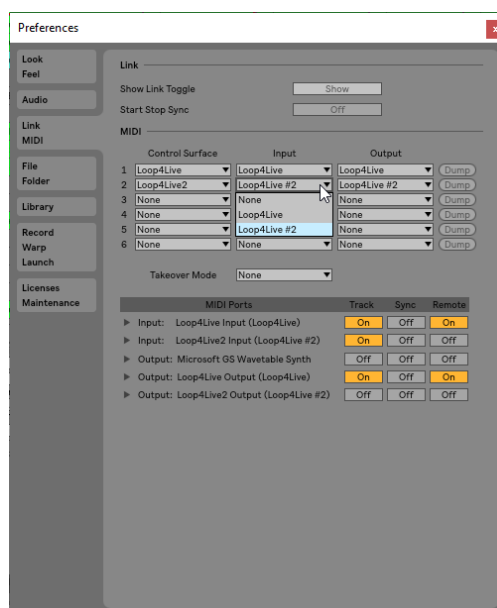 Preferences
x
Look
Feel
Audio
Link
MIDI
File
Folder
Library
Record
Warp
Launch
Licenses
Maintenance
Link
Show Link Toggle Show
Start Stop Sync Off
MIDI
Control Surface Input Output
1 Loop4Live Loop4Live Loop4Live Dump
2 Loop4Live2 Loop4Live #2 Loop4Live #2 Dump
3 None None None Dump
4 None Loop4Live None Dump
5 None Loop4Live #2 None Dump
6 None None None Dump
Takeover Mode None
MIDI Ports Track Sync Remote
Input: Loop4Live Input (Loop4Live) On Off On
Input: Loop4Live2 Input (Loop4Live #2) On Off Off
Output: Microsoft GS Wavetable Synth Off Off Off
Output: Loop4Live Output (Loop4Live) On Off On
Output: Loop4Live2 Output (Loop4Live #2) Off Off Off